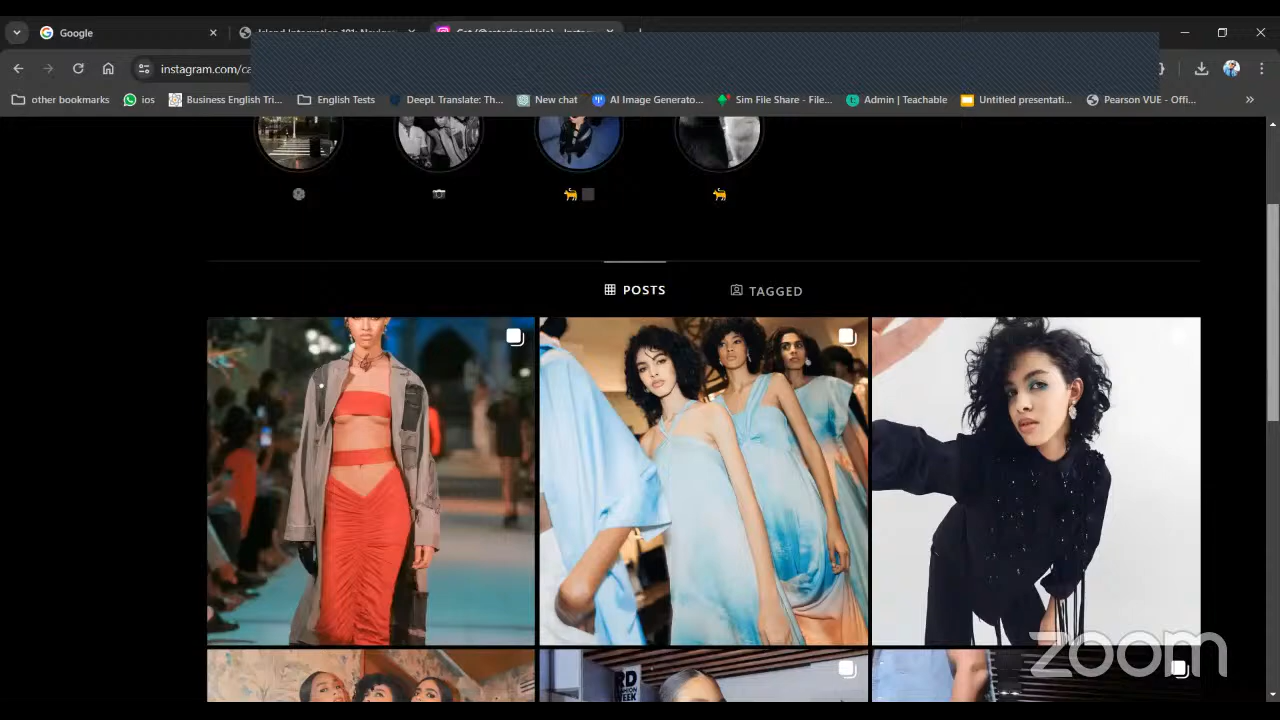 Google
instagram.com/ca
other bookmarks
ios
Business English Tri...
English Tests
DeepL Translate: Th...
New chat
AI Image Generato...
Sim File Share - File...
Admin | Teachable
Untitled presentati...
Pearson VUE - Offi...
POSTS
TAGGED
RD
WEEK
zoom